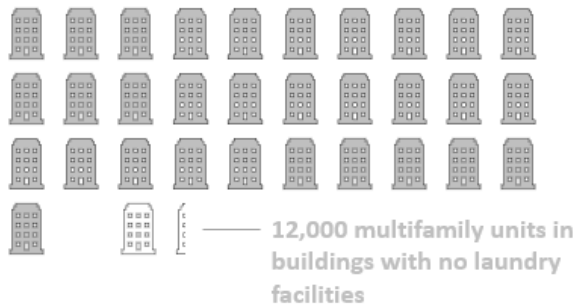 12,000 multifamily units in
buildings with no laundry
facilities